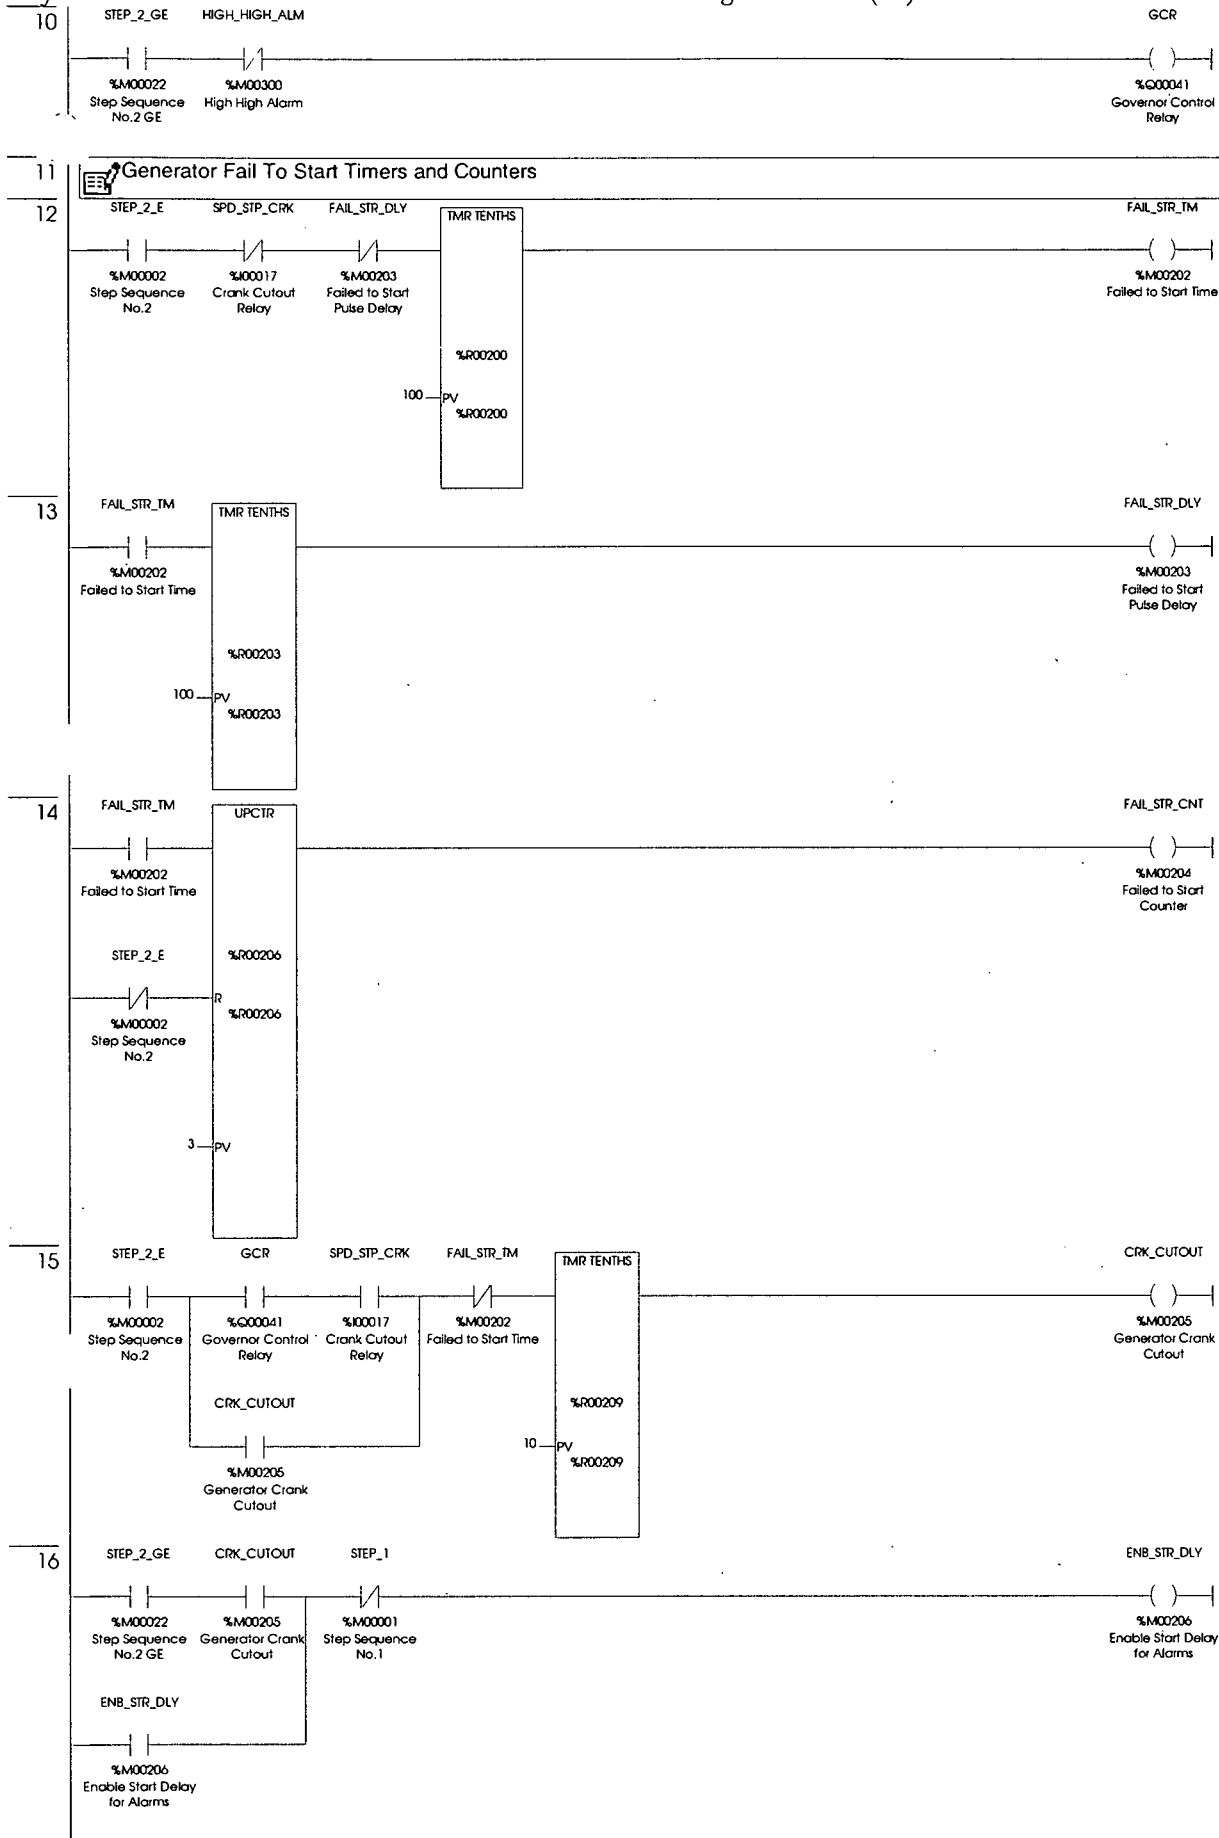 10
STEP_2_GE HIGH_HIGH_ALM GCR
%M00022 %M00300 %Q00041
Step Sequence High High Alarm Governor Control
No.2 GE Relay
11 Generator Fail To Start Timers and Counters
12
STEP_2_E SPD_STP_CRK FAIL_STR_DLY TMR TENTHS FAIL_STR_TM
%M00002 %I00017 %M00203 %M00202
Step Sequence Crank Cutout Failed to Start Failed to Start Time
No.2 Relay Pulse Delay
%R00200
100 PV
%R00200
13
FAIL_STR_TM TMR TENTHS FAIL_STR_DLY
%M00202 %M00203
Failed to Start Time Failed to Start
Pulse Delay
%R00203
100 PV
%R00203
14
FAIL_STR_TM UPCTR FAIL_STR_CNT
%M00202 %M00204
Failed to Start Time Failed to Start
Counter
STEP_2_E %R00206
R
%M00002 %R00206
Step Sequence
No.2
3 PV
15
STEP_2_E GCR SPD_STP_CRK FAIL_STR_TM TMR TENTHS CRK_CUTOUT
%M00002 %Q00041 %I00017 %M00202 %M00205
Step Sequence Governor Control Crank Cutout Failed to Start Time Generator Crank
No.2 Relay Relay Cutout
CRK_CUTOUT %R00209
10 PV
%M00205 %R00209
Generator Crank
Cutout
16
STEP_2_GE CRK_CUTOUT STEP_1 ENB_STR_DLY
%M00022 %M00205 %M00001 %M00206
Step Sequence Generator Crank Step Sequence Enable Start Delay
No.2 GE Cutout No.1 for Alarms
ENB_STR_DLY
%M00206
Enable Start Delay
for Alarms